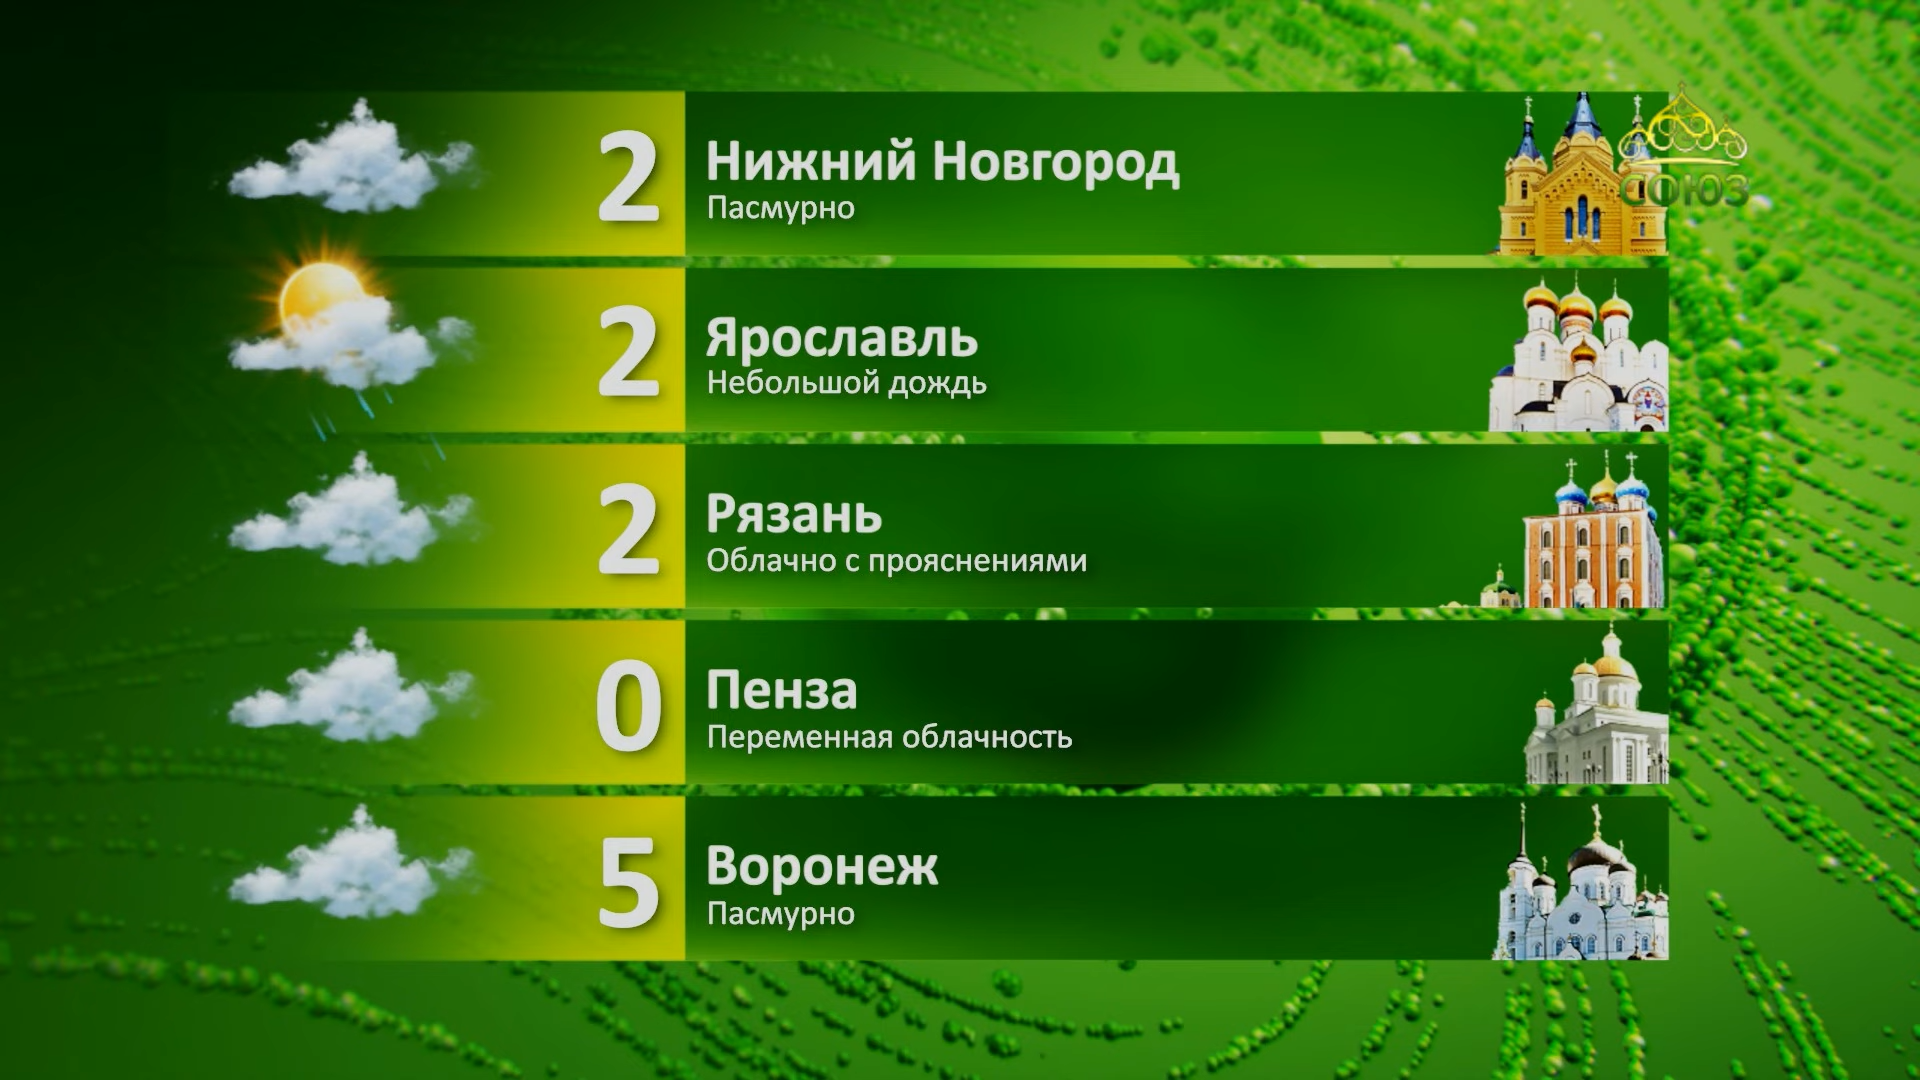 2
Нижний Новгород
Пасмурно
СОЮЗ
2
Ярославль
Небольшой дождь
2
Рязань
Облачно с прояснениями
0
Пенза
Переменная облачность
5
Воронеж
Пасмурно